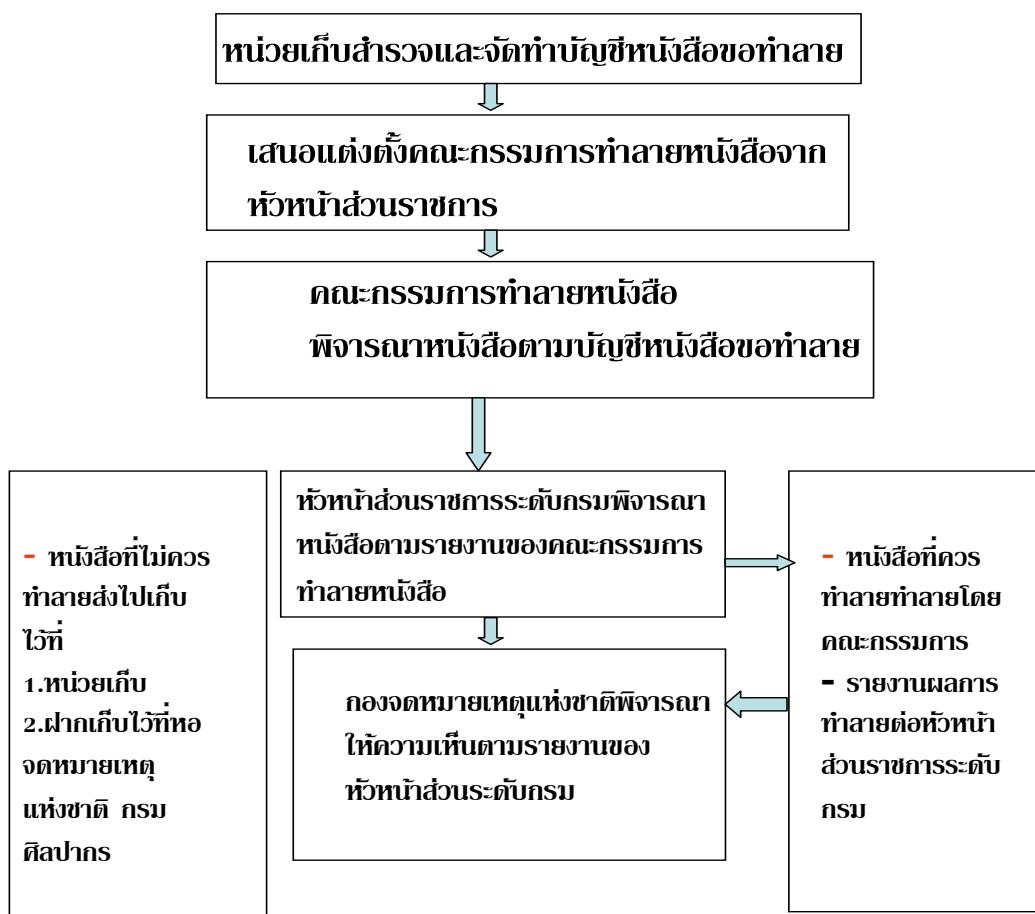 หน่วยเก็บสำรวจและจัดทำบัญชีหนังสือขอทำลาย
เสนอแต่งตั้งคณะกรรมการทำลายหนังสือจาก
หัวหน้าส่วนราชการ
คณะกรรมการทำลายหนังสือ
พิจารณาหนังสือตามบัญชีหนังสือขอทำลาย
- หนังสือที่ไม่ควร
ทำลายส่งไปเก็บ
ไว้ที่
1.หน่วยเก็บ
2.ฝากเก็บไว้ที่หอ
จดหมายเหตุ
แห่งชาติ กรม
ศิลปากร
หัวหน้าส่วนราชการระดับกรมพิจารณา
หนังสือตามรายงานของคณะกรรมการ
ทำลายหนังสือ
กองจดหมายเหตุแห่งชาติพิจารณา
ให้ความเห็นตามรายงานของ
หัวหน้าส่วนระดับกรม
- หนังสือที่ควร
ทำลายทำลายโดย
คณะกรรมการ
- รายงานผลการ
ทำลายต่อหัวหน้า
ส่วนราชการระดับ
กรม